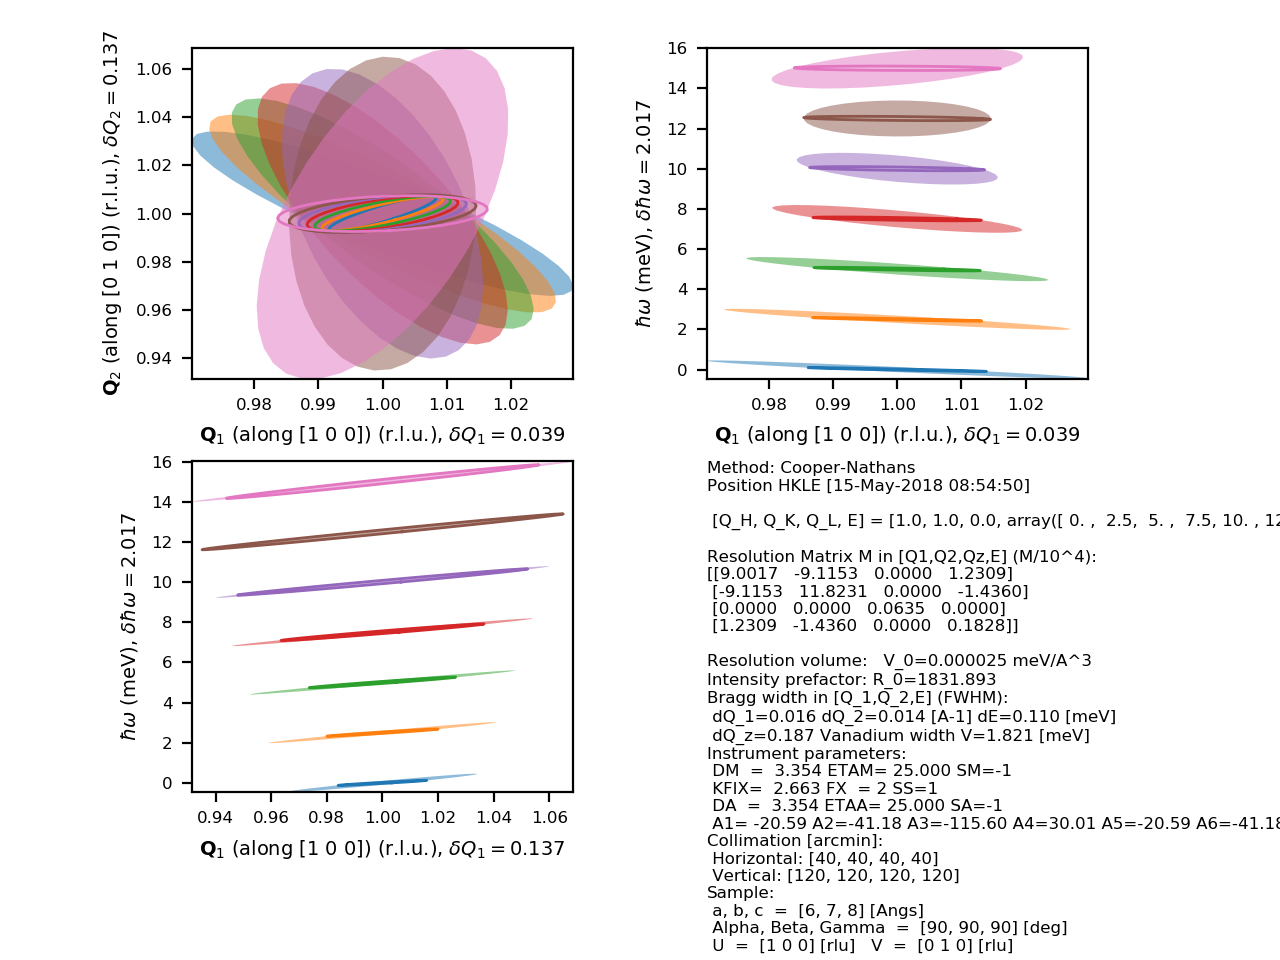 1.06
1.04
1.02
1.00
0.98
0.96
0.94
Q₂ (along [0 1 0]) (r.l.u.), δQ₂ = 0.137
0.98 0.99 1.00 1.01 1.02
Q₁ (along [1 0 0]) (r.l.u.), δQ₁ = 0.039
16
14
12
10
8
6
4
2
0
ℏω (meV), δℏω = 2.017
0.98 0.99 1.00 1.01 1.02
Q₁ (along [1 0 0]) (r.l.u.), δQ₁ = 0.039
16
14
12
10
8
6
4
2
0
ℏω (meV), δℏω = 2.017
0.94 0.96 0.98 1.00 1.02 1.04 1.06
Q₁ (along [1 0 0]) (r.l.u.), δQ₁ = 0.137
Method: Cooper-Nathans
Position HKLE [15-May-2018 08:54:50]
[Q_H, Q_K, Q_L, E] = [1.0, 1.0, 0.0, array([ 0. ,  2.5,  5. ,  7.5, 10. , 12
Resolution Matrix M in [Q1,Q2,Qz,E] (M/10^4):
[[9.0017   -9.1153   0.0000   1.2309]
[-9.1153   11.8231   0.0000   -1.4360]
[0.0000   0.0000   0.0635   0.0000]
[1.2309   -1.4360   0.0000   0.1828]]
Resolution volume:   V_0=0.000025 meV/A^3
Intensity prefactor: R_0=1831.893
Bragg width in [Q_1,Q_2,E] (FWHM):
dQ_1=0.016 dQ_2=0.014 [A-1] dE=0.110 [meV]
dQ_z=0.187 Vanadium width V=1.821 [meV]
Instrument parameters:
DM  =  3.354 ETAM= 25.000 SM=-1
KFIX=  2.663 FX  = 2 SS=1
DA  =  3.354 ETAA= 25.000 SA=-1
A1= -20.59 A2=-41.18 A3=-115.60 A4=30.01 A5=-20.59 A6=-41.18
Collimation [arcmin]:
Horizontal: [40, 40, 40, 40]
Vertical: [120, 120, 120, 120]
Sample:
a, b, c  =  [6, 7, 8] [Angs]
Alpha, Beta, Gamma  =  [90, 90, 90] [deg]
U  =  [1 0 0] [rlu]   V  =  [0 1 0] [rlu]